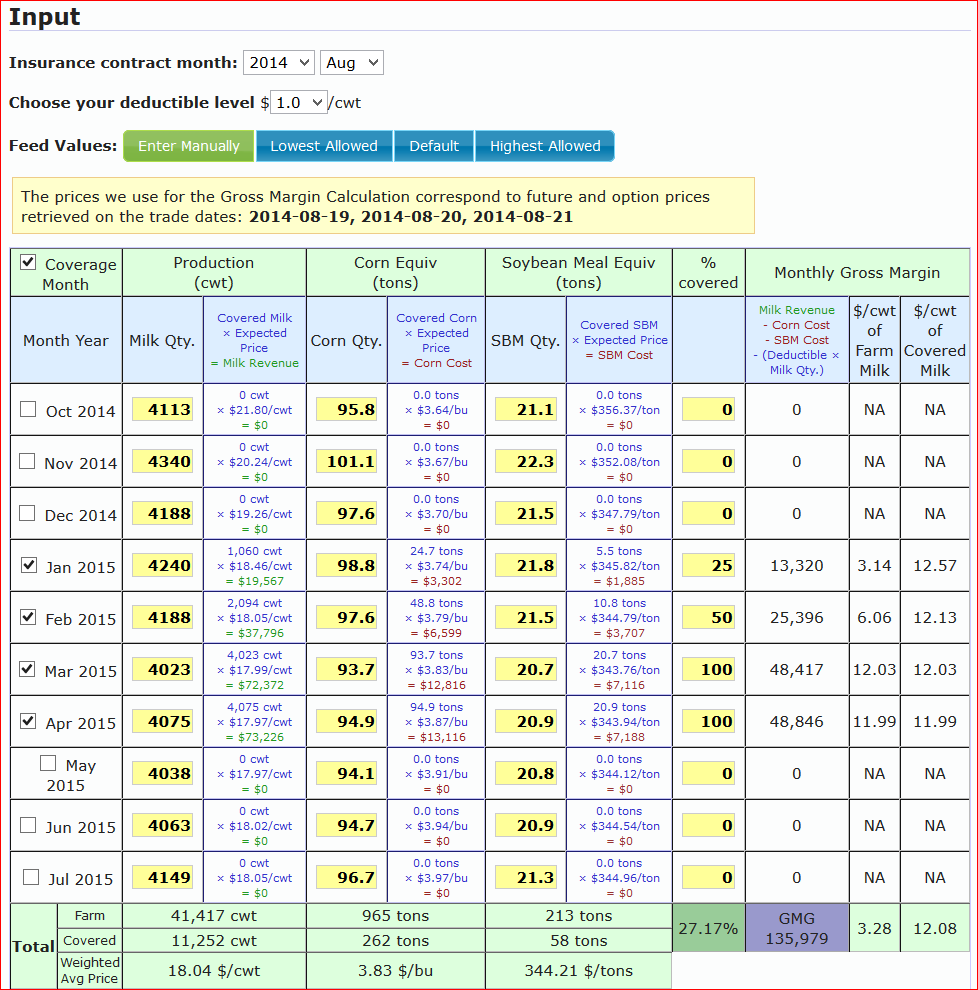 Input
Insurance contract month: 2014 Aug
Choose your deductible level $ 1.0 /cwt
Feed Values: Enter Manually Lowest Allowed Default Highest Allowed
The prices we use for the Gross Margin Calculation correspond to future and option prices
retrieved on the trade dates: 2014-08-19, 2014-08-20, 2014-08-21
Coverage
Month
Production
(cwt)
Corn Equiv
(tons)
Soybean Meal Equiv
(tons)
%
covered
Monthly Gross Margin
Month Year
Milk Qty.
Covered Milk
× Expected
Price
= Milk Revenue
Corn Qty.
Covered Corn
× Expected
Price
= Corn Cost
SBM Qty.
Covered SBM
× Expected Price
= SBM Cost
Milk Revenue
- Corn Cost
- SBM Cost
- (Deductible ×
Milk Qty.)
$/cwt
of
Farm
Milk
$/cwt
of
Covered
Milk
Oct 2014
4113
0 cwt
× $21.80/cwt
= $0
95.8
0.0 tons
× $3.64/bu
= $0
21.1
0.0 tons
× $356.37/ton
= $0
0
0
NA
NA
Nov 2014
4340
0 cwt
× $20.24/cwt
= $0
101.1
0.0 tons
× $3.67/bu
= $0
22.3
0.0 tons
× $352.08/ton
= $0
0
0
NA
NA
Dec 2014
4188
0 cwt
× $19.26/cwt
= $0
97.6
0.0 tons
× $3.70/bu
= $0
21.5
0.0 tons
× $347.79/ton
= $0
0
0
NA
NA
Jan 2015
4240
1,060 cwt
× $18.46/cwt
= $19,567
98.8
24.7 tons
× $3.74/bu
= $3,302
21.8
5.5 tons
× $345.82/ton
= $1,885
25
13,320
3.14
12.57
Feb 2015
4188
2,094 cwt
× $18.05/cwt
= $37,796
97.6
48.8 tons
× $3.79/bu
= $6,599
21.5
10.8 tons
× $344.79/ton
= $3,707
50
25,396
6.06
12.13
Mar 2015
4023
4,023 cwt
× $17.99/cwt
= $72,372
93.7
93.7 tons
× $3.83/bu
= $12,816
20.7
20.7 tons
× $343.76/ton
= $7,116
100
48,417
12.03
12.03
Apr 2015
4075
4,075 cwt
× $17.97/cwt
= $73,226
94.9
94.9 tons
× $3.87/bu
= $13,116
20.9
20.9 tons
× $343.94/ton
= $7,188
100
48,846
11.99
11.99
May
2015
4038
0 cwt
× $17.97/cwt
= $0
94.1
0.0 tons
× $3.91/bu
= $0
20.8
0.0 tons
× $344.12/ton
= $0
0
0
NA
NA
Jun 2015
4063
0 cwt
× $18.02/cwt
= $0
94.7
0.0 tons
× $3.94/bu
= $0
20.9
0.0 tons
× $344.54/ton
= $0
0
0
NA
NA
Jul 2015
4149
0 cwt
× $18.05/cwt
= $0
96.7
0.0 tons
× $3.97/bu
= $0
21.3
0.0 tons
× $344.96/ton
= $0
0
0
NA
NA
Total
Farm
41,417 cwt
965 tons
213 tons
Covered
11,252 cwt
262 tons
58 tons
Weighted
Avg Price
18.04 $/cwt
3.83 $/bu
344.21 $/tons
27.17%
GMG
135,979
3.28
12.08